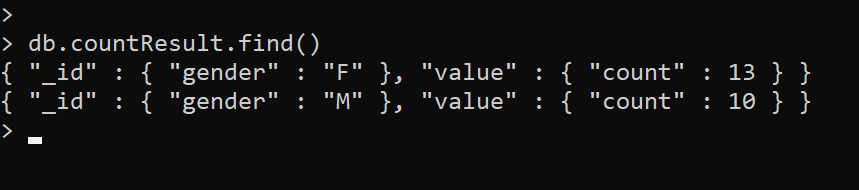 >
> db.countResult.find()
{ "_id" : { "gender" : "F" }, "value" : { "count" : 13 } }
{ "_id" : { "gender" : "M" }, "value" : { "count" : 10 } }
>